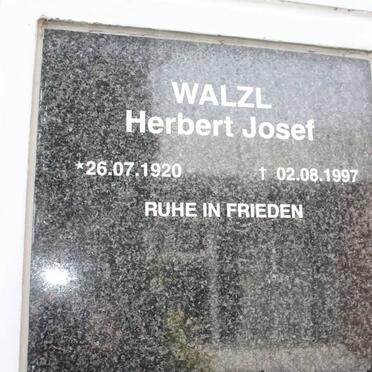 WALZL
Herbert Josef
*26.07.1920 † 02.08.1997
RUHE IN FRIEDEN